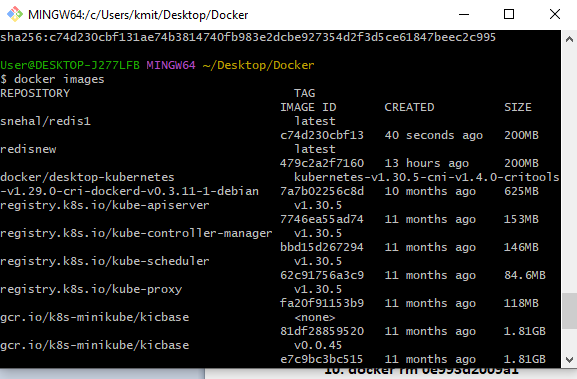 MINGW64:/c/Users/kmit/Desktop/Docker
sha256:c74d230cbf131ae74b3814740fb983e2dcbe927354d2f3d5ce61847beec2c995
User@DESKTOP-J277LFB MINGW64 ~/Desktop/Docker
$ docker images
REPOSITORY TAG
IMAGE ID CREATED SIZE
snehal/redis1 latest
c74d230cbf13 40 seconds ago 200MB
redisnew latest
479c2a2f7160 13 hours ago 200MB
docker/desktop-kubernetes kubernetes-v1.30.5-cni-v1.4.0-critools
-v1.29.0-cri-dockerd-v0.3.11-1-debian 7a7b02256c8d 10 months ago 625MB
registry.k8s.io/kube-apiserver v1.30.5
7746ea55ad74 11 months ago 153MB
registry.k8s.io/kube-controller-manager v1.30.5
bbd15d267294 11 months ago 146MB
registry.k8s.io/kube-scheduler v1.30.5
62c91756a3c9 11 months ago 84.6MB
registry.k8s.io/kube-proxy v1.30.5
fa20f91153b9 11 months ago 118MB
gcr.io/k8s-minikube/kicbase <none>
81df28859520 11 months ago 1.81GB
gcr.io/k8s-minikube/kicbase v0.0.45
e7c9bc3bc515 11 months ago 1.81GB
10. docker rm 0e993d2009a1